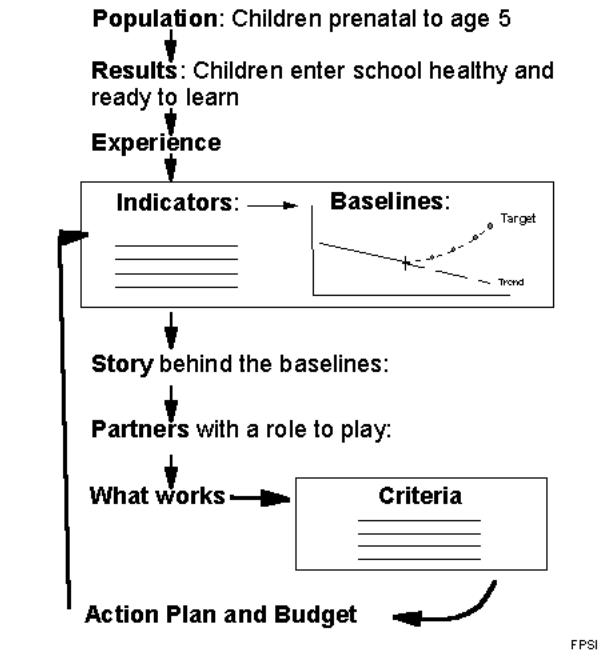 Population: Children prenatal to age 5
Results: Children enter school healthy and
ready to learn
Experience
Indicators:
Baselines:
Target
Trend
Story behind the baselines:
Partners with a role to play:
What works
Criteria
Action Plan and Budget
FPSI